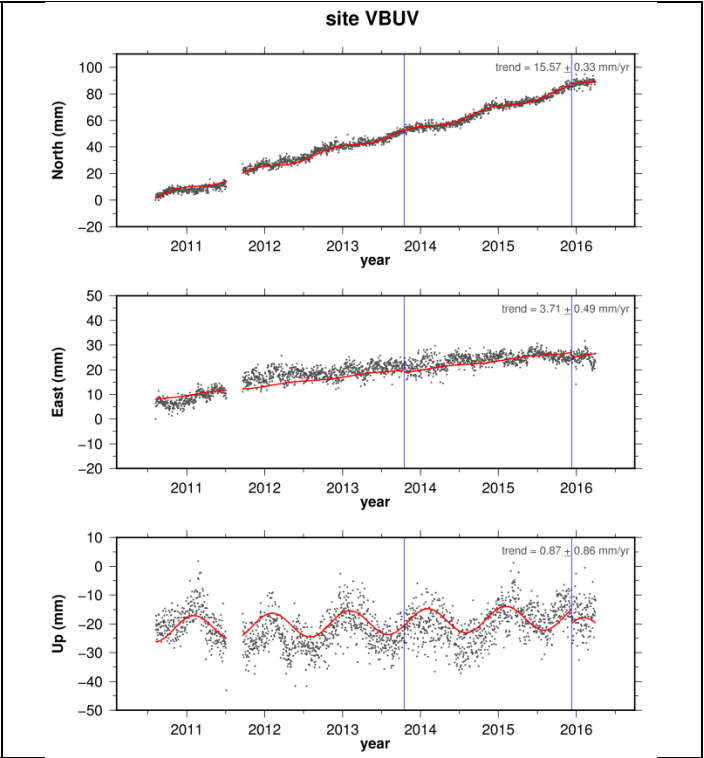 site VBUV
trend = 15.57 + 0.33 mm/yr
North (mm)
100
80
60
40
20
0
−20
2011 2012 2013 2014 2015 2016
year
trend = 3.71 + 0.49 mm/yr
East (mm)
50
40
30
20
10
0
−10
−20
2011 2012 2013 2014 2015 2016
year
trend = 0.87 + 0.86 mm/yr
Up (mm)
10
0
−10
−20
−30
−40
−50
2011 2012 2013 2014 2015 2016
year